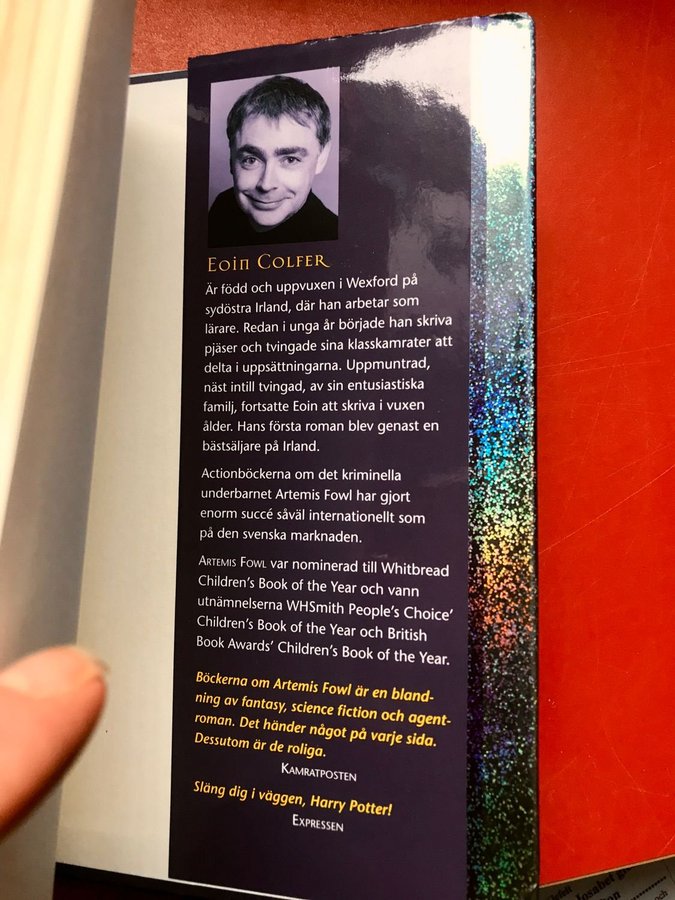 Eoin Colfer
Är född och uppvuxen i Wexford på
sydöstra Irland, där han arbetar som
lärare. Redan i unga år började han skriva
pjäser och tvingade sina klasskamrater att
delta i uppsättningarna. Uppmuntrad,
näst intill tvingad, av sin entusiastiska
familj, fortsatte Eoin att skriva i vuxen
ålder. Hans första roman blev genast en
bästsäljare på Irland.
Actionböckerna om det kriminella
underbarnet Artemis Fowl har gjort
enorm succé såväl internationellt som
på den svenska marknaden.
Artemis Fowl var nominerad till Whitbread
Children's Book of the Year och vann
utnämnelserna WHSmith People's Choice'
Children's Book of the Year och British
Book Awards' Children's Book of the Year.
Böckerna om Artemis Fowl är en bland-
ning av fantasy, science fiction och agent-
roman. Det händer något på varje sida.
Dessutom är de roliga.
Kamratposten
Släng dig i väggen, Harry Potter!
Expressen